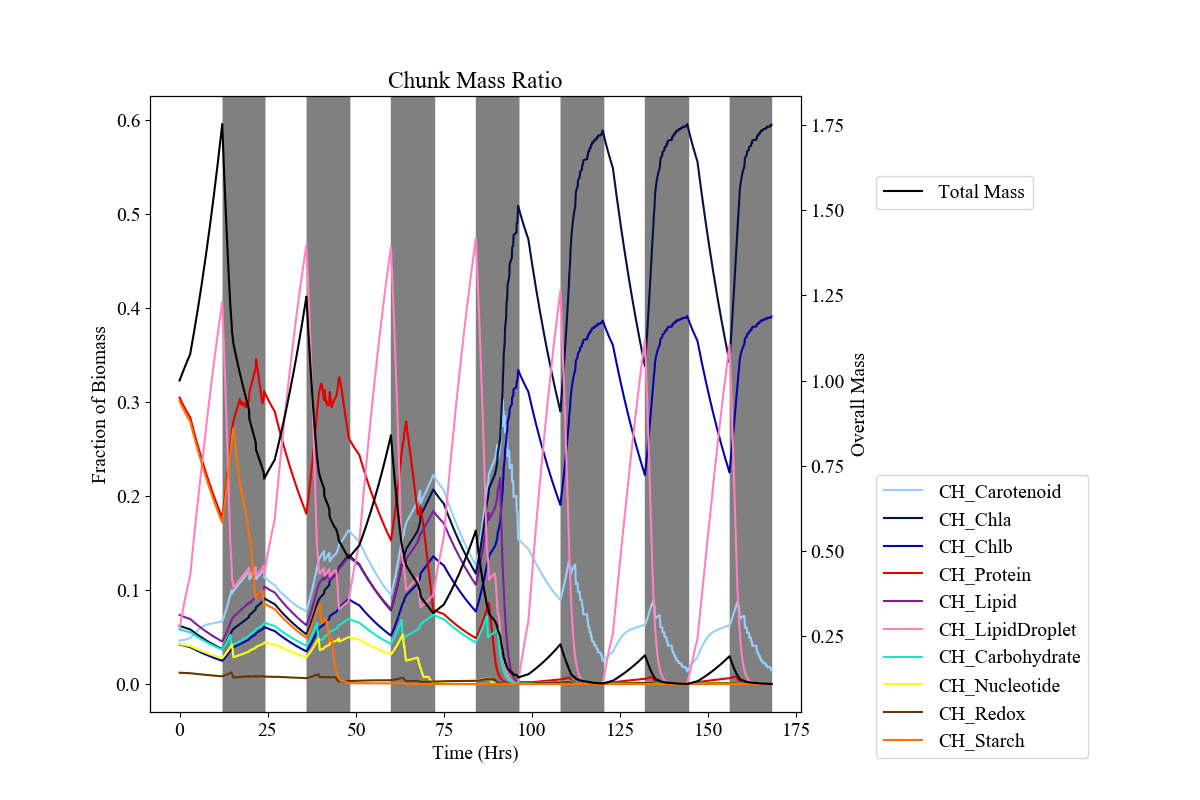 Chunk Mass Ratio
0.6
0.5
0.4
0.3
0.2
0.1
0.0
Fraction of Biomass
0
25
50
75
100
125
150
175
Time (Hrs)
1.75
1.50
1.25
1.00
0.75
0.50
0.25
Overall Mass
Total Mass
CH_Carotenoid
CH_Chla
CH_Chlb
CH_Protein
CH_Lipid
CH_LipidDroplet
CH_Carbohydrate
CH_Nucleotide
CH_Redox
CH_Starch